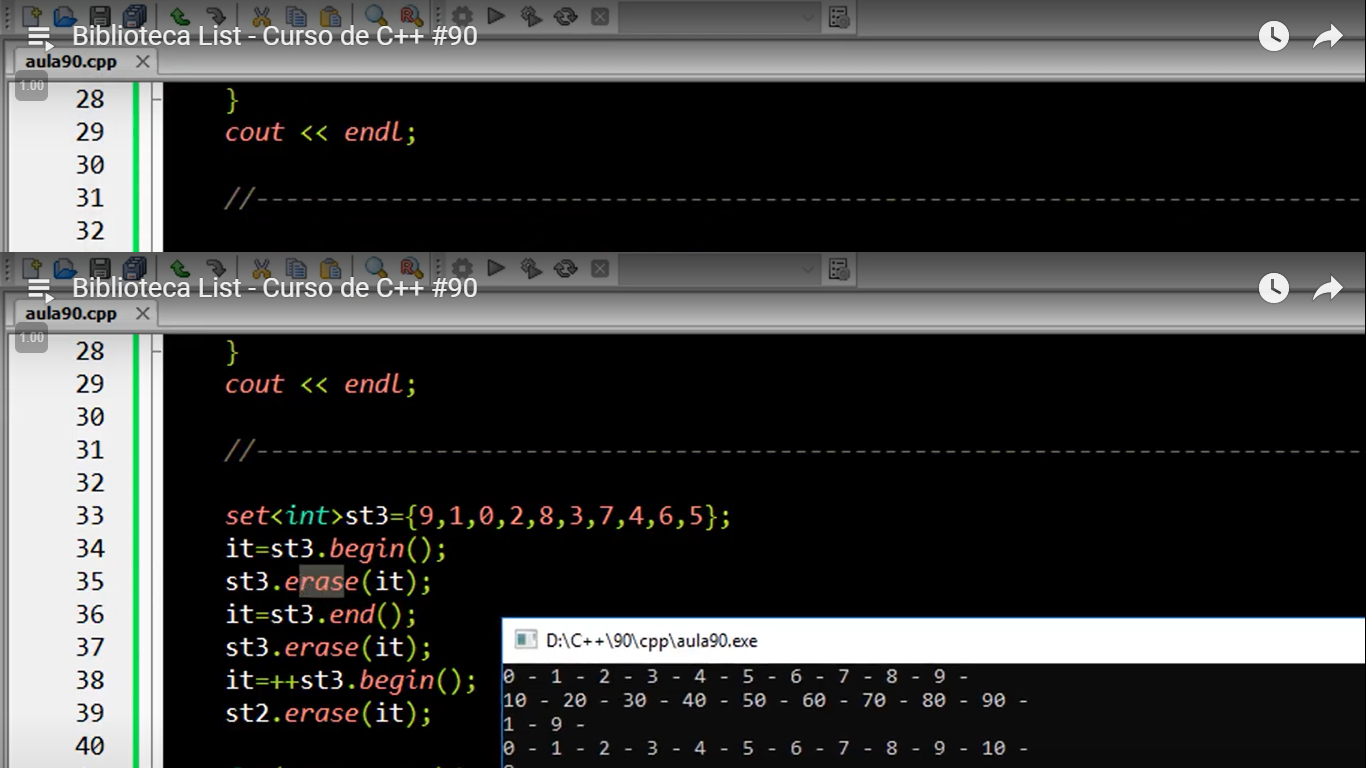 Biblioteca List - Curso de C++ #90
aula90.cpp
1.00
28 }
29 cout << endl;
30
31 //--------------------------------------------------------------------------
32
Biblioteca List - Curso de C++ #90
aula90.cpp
1.00
28 }
29 cout << endl;
30
31 //--------------------------------------------------------------------------
32
33 set<int>st3={9,1,0,2,8,3,7,4,6,5};
34 it=st3.begin();
35 st3.erase(it);
36 it=st3.end();
37 st3.erase(it);
38 it=++st3.begin();
39 st2.erase(it);
40
D:\C++\90\cpp\aula90.exe
0 - 1 - 2 - 3 - 4 - 5 - 6 - 7 - 8 - 9 -
10 - 20 - 30 - 40 - 50 - 60 - 70 - 80 - 90 -
1 - 9 -
0 - 1 - 2 - 3 - 4 - 5 - 6 - 7 - 8 - 9 - 10 -